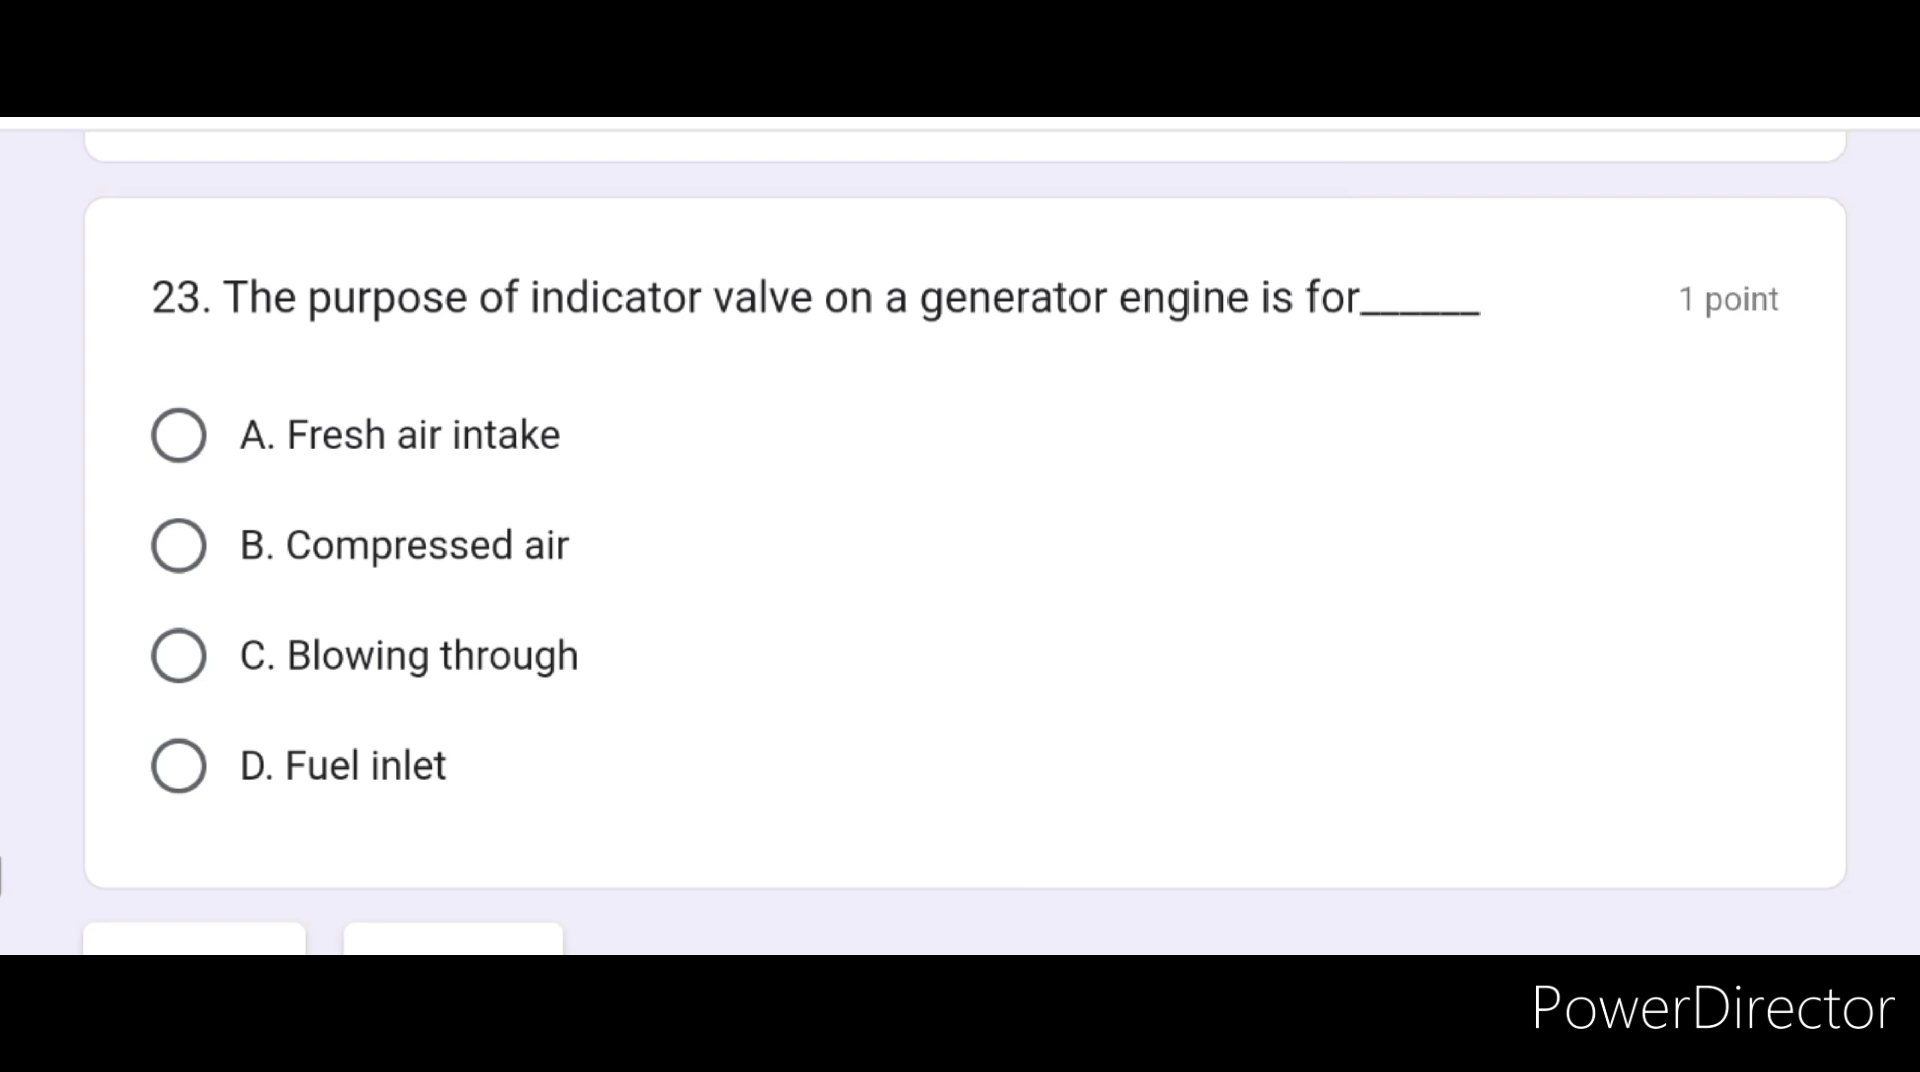 23. The purpose of indicator valve on a generator engine is for______ 1 point
A. Fresh air intake
B. Compressed air
C. Blowing through
D. Fuel inlet
PowerDirector